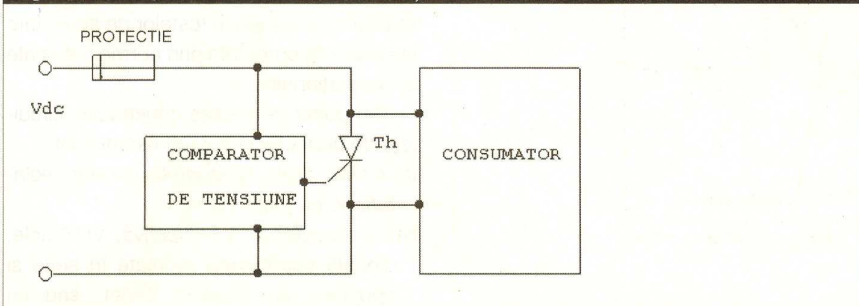 PROTECTIE
Vdc
Th
COMPARATOR
DE TENSIUNE
CONSUMATOR